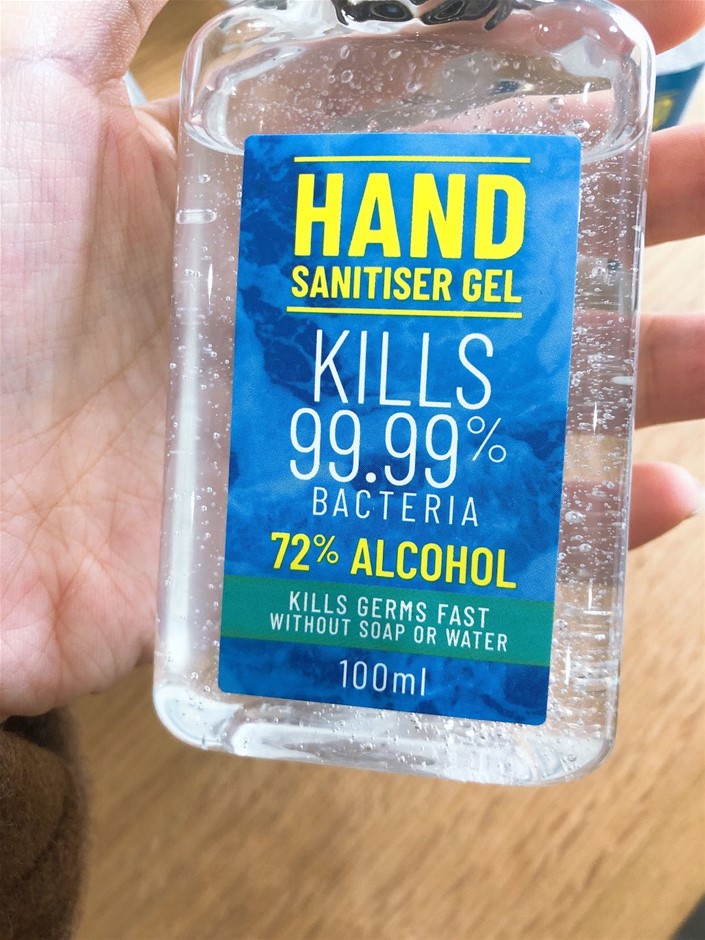 HAND
SANITISER GEL
KILLS
99.99%
BACTERIA
72% ALCOHOL
KILLS GERMS FAST
WITHOUT SOAP OR WATER
100ml